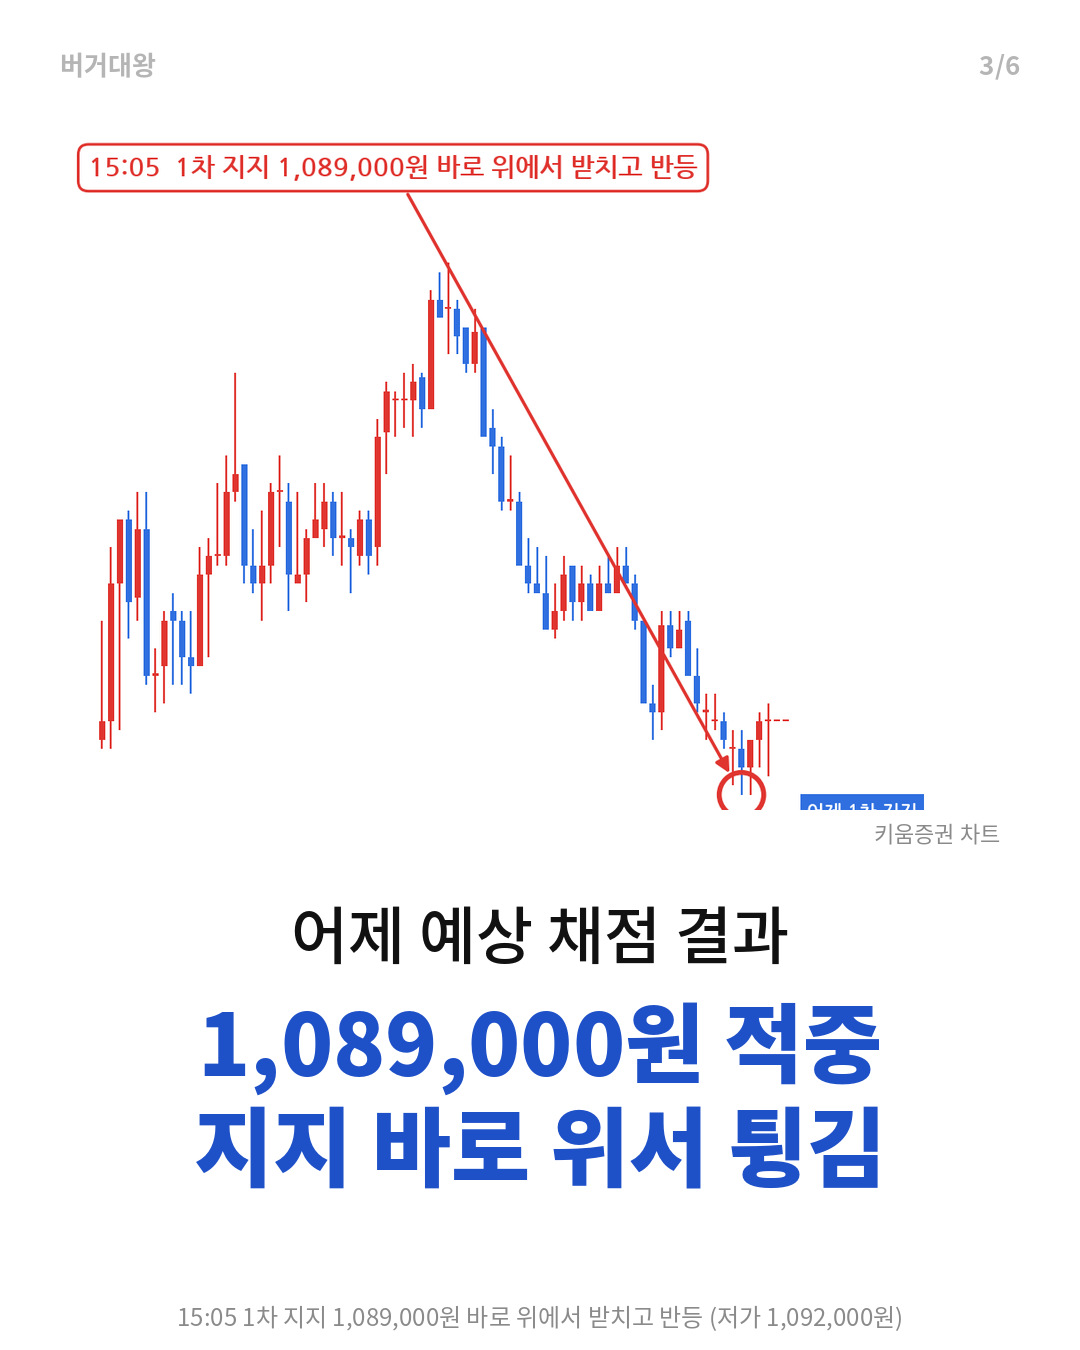 버거대왕
3/6
15:05 1차 지지 1,089,000원 바로 위에서 받치고 반등
어제 1차
키움증권 차트
어제 예상 채점 결과
1,089,000원 적중
지지 바로 위서 튕김
15:05 1차 지지 1,089,000원 바로 위에서 받치고 반등 (저가 1,092,000원)